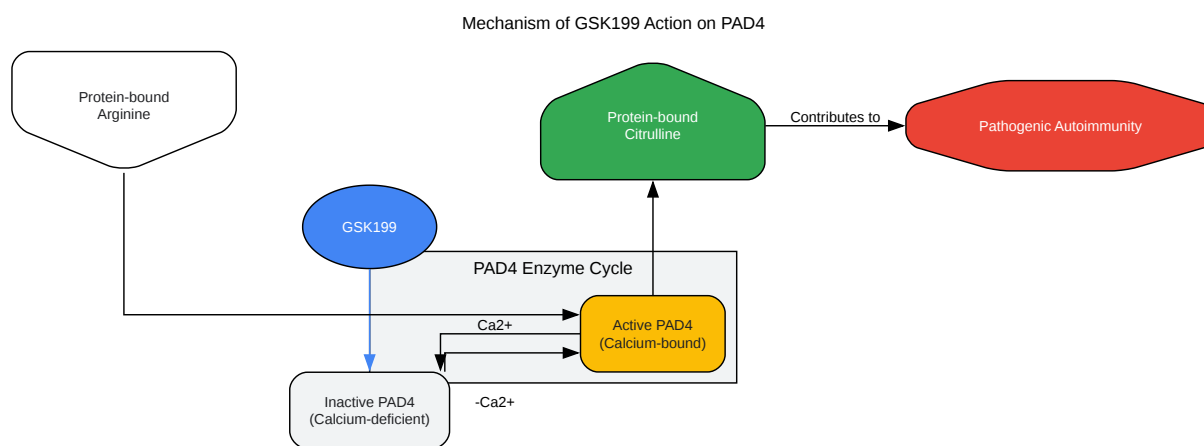 Mechanism of GSK199 Action on PAD4
Protein-bound
Arginine
Protein-bound
Citrulline
Contributes to
Pathogenic Autoimmunity
GSK199
PAD4 Enzyme Cycle
Ca2+
Active PAD4
(Calcium-bound)
Inactive PAD4
(Calcium-deficient)
-Ca2+